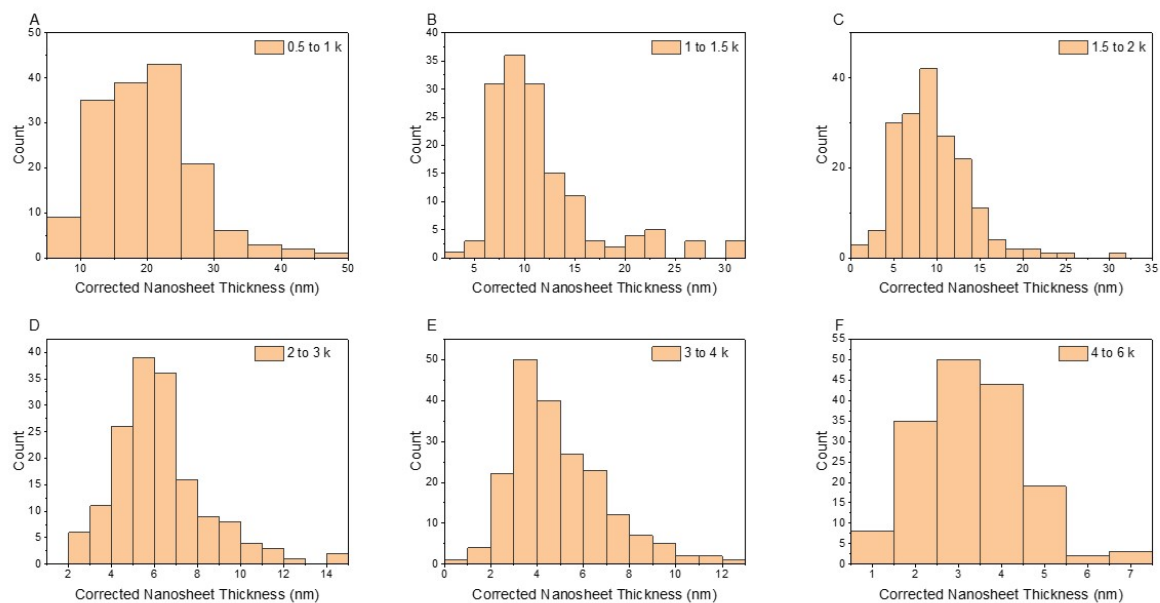 A
0.5 to 1 k
50
40
30
20
10
0
Count
10 20 30 40 50
Corrected Nanosheet Thickness (nm)
B
1 to 1.5 k
40
35
30
25
20
15
10
5
0
Count
5 10 15 20 25 30
Corrected Nanosheet Thickness (nm)
C
1.5 to 2 k
40
20
0
Count
0 5 10 15 20 25 30 35
Corrected Nanosheet Thickness (nm)
D
2 to 3 k
40
35
30
25
20
15
10
5
0
Count
2 4 6 8 10 12 14
Corrected Nanosheet Thickness (nm)
E
3 to 4 k
50
40
30
20
10
0
Count
0 2 4 6 8 10 12
Corrected Nanosheet Thickness (nm)
F
4 to 6 k
55
50
45
40
35
30
25
20
15
10
5
0
Count
1 2 3 4 5 6 7
Corrected Nanosheet Thickness (nm)